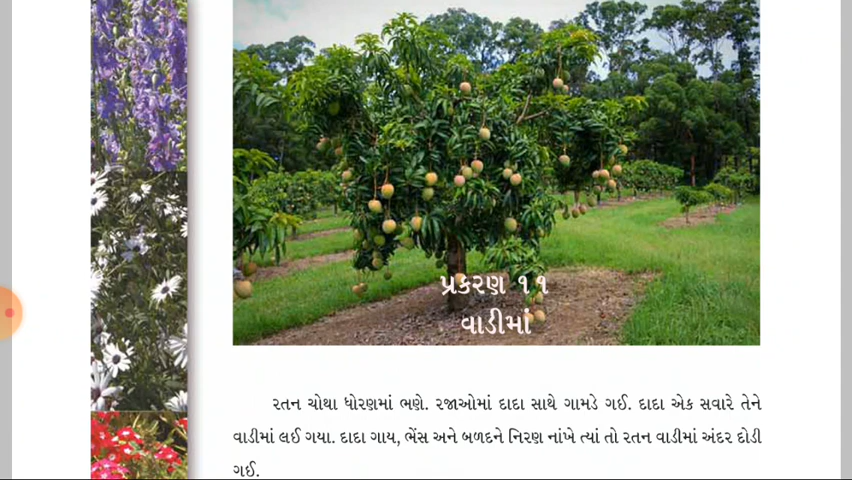 પ્રકરણ ૧૧
વાડીમાં
રતન ચોથા ધોરણમાં ભણે. રજાઓમાં દાદા સાથે ગામડે ગઈ. દાદા એક સવારે તેને
વાડીમાં લઈ ગયા. દાદા ગાય, ભેંસ અને બળદને નિરણ નાંખે ત્યાં તો રતન વાડીમાં અંદર દોડી
ગઈ.